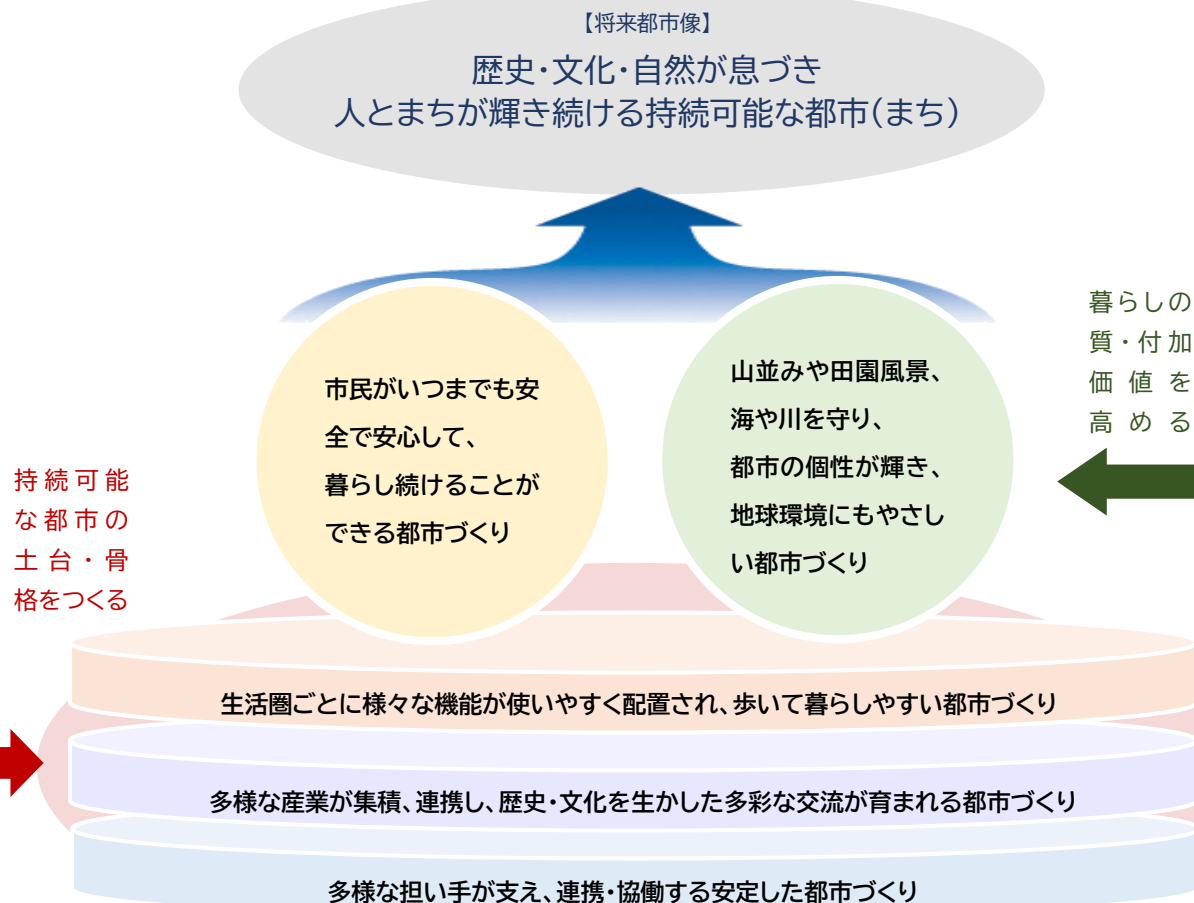 【将来都市像】
歴史・文化・自然が息づき
人とまちが輝き続ける持続可能な都市(まち)
市民がいつまでも安
全で安心して、
暮らし続けることが
できる都市づくり
山並みや田園風景、
海や川を守り、
都市の個性が輝き、
地球環境にもやさし
い都市づくり
暮らしの
質・付加
価値を
高める
持続可能
な都市の
土台・骨
格をつくる
生活圏ごとに様々な機能が使いやすく配置され、歩いて暮らしやすい都市づくり
多様な産業が集積、連携し、歴史・文化を生かした多彩な交流が育まれる都市づくり
多様な担い手が支え、連携・協働する安定した都市づくり